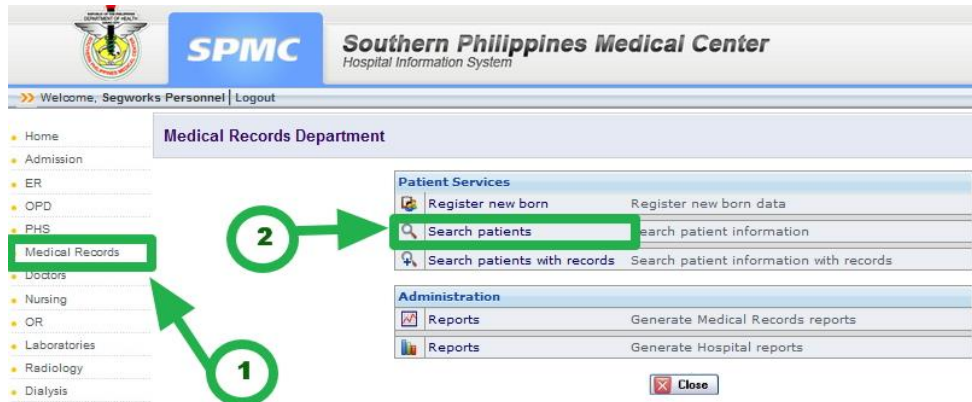 SPMC
Southern Philippines Medical Center
Hospital Information System
Welcome, Segworks Personnel | Logout
Home
Admission
ER
OPD
PHS
Medical Records
Doctors
Nursing
OR
Laboratories
Radiology
Dialysis
Medical Records Department
Patient Services
Register new born Register new born data
Search patients Search patient information
Search patients with records Search patient information with records
Administration
Reports Generate Medical Records reports
Reports Generate Hospital reports
Close
2
1